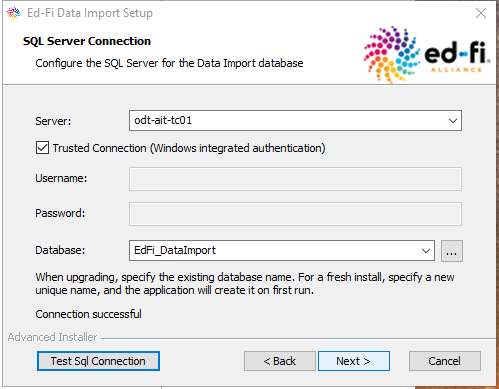 Ed-Fi Data Import Setup
SQL Server Connection
Configure the SQL Server for the Data Import database
ed-fi.
ALLIANCE
Server:
odt-ait-tc01
Trusted Connection (Windows integrated authentication)
Username:
Password:
Database:
EdFi_DataImport
...
When upgrading, specify the existing database name. For a fresh install, specify a new
unique name, and the application will create it on first run.
Connection successful
Advanced Installer
Test Sql Connection
< Back
Next >
Cancel